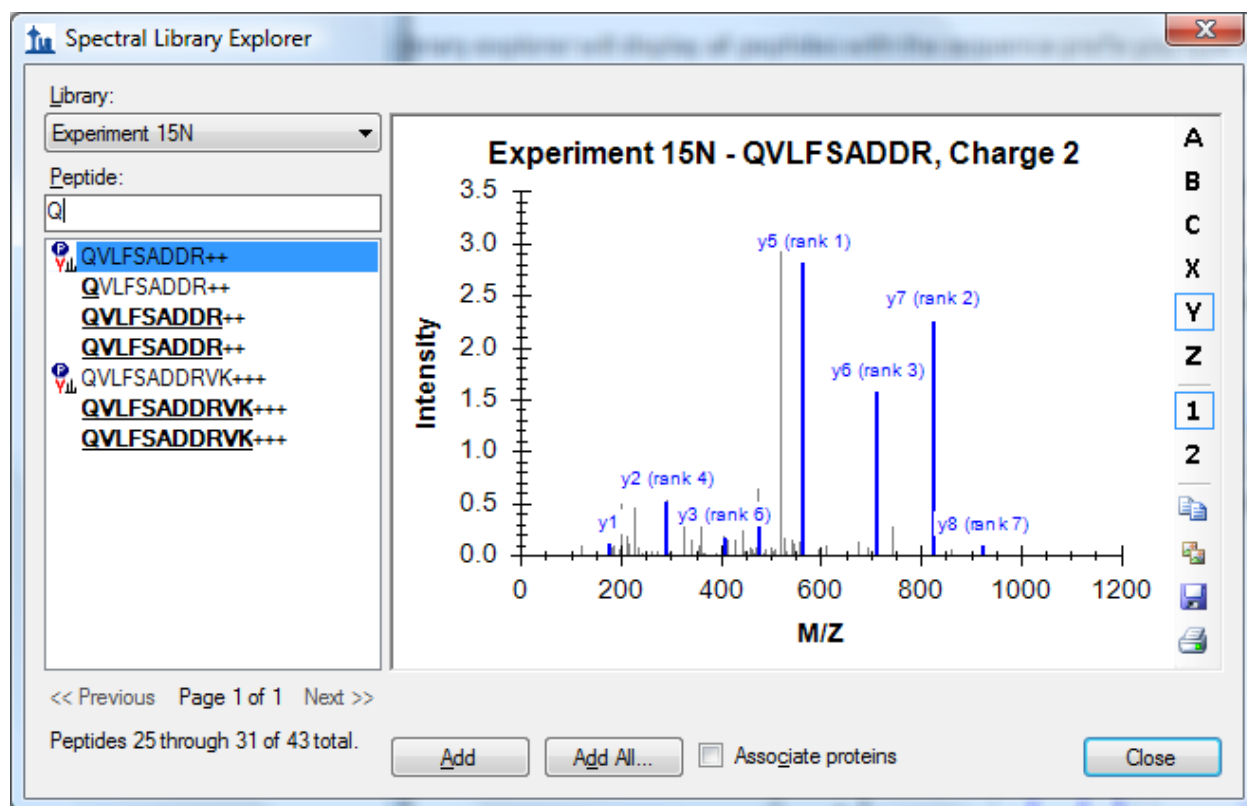 Spectral Library Explorer
Library:
Experiment 15N
Peptide:
Q
QVLFSADDR++
QVLFSADDR++
QVLFSADDR++
QVLFSADDR++
QVLFSADDRVK+++
QVLFSADDRVK+++
QVLFSADDRVK+++
<< Previous Page 1 of 1 Next >>
Peptides 25 through 31 of 43 total.
Experiment 15N - QVLFSADDR, Charge 2
Intensity
3.5
3.0
2.5
2.0
1.5
1.0
0.5
0.0
y5 (rank 1)
y7 (rank 2)
y6 (rank 3)
y2 (rank 4)
y1
y3 (rank 6)
y8 (rank 7)
0 200 400 600 800 1000 1200
M/Z
A
B
C
X
Y
Z
1
2
Add Add All... Associate proteins Close